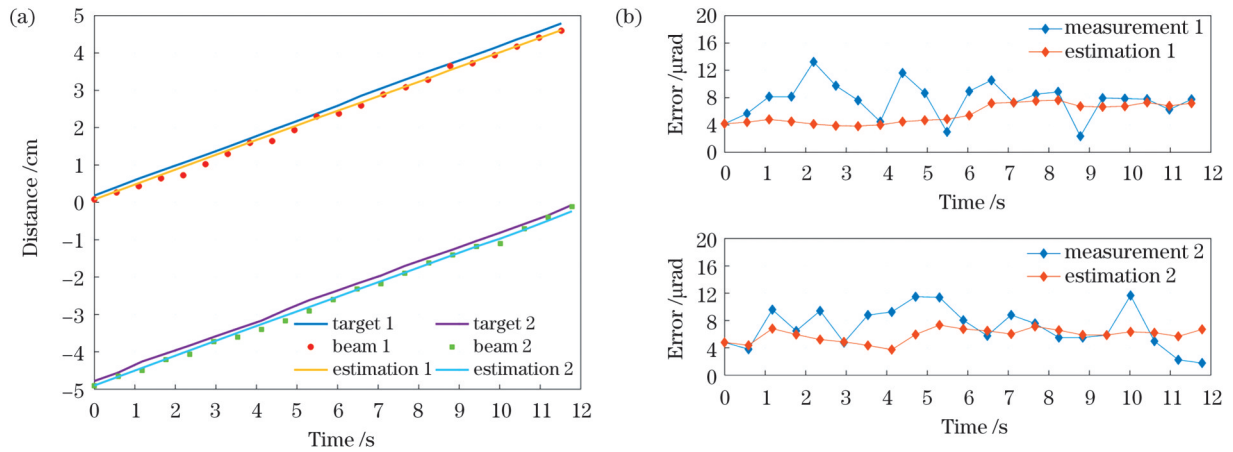 (a)
5
4
3
2
1
0
−1
−2
−3
−4
−5
Distance /cm
target 1
target 2
beam 1
beam 2
estimation 1
estimation 2
0 1 2 3 4 5 6 7 8 9 10 11 12
Time /s
(b)
20
16
12
8
4
0
Error /μrad
measurement 1
estimation 1
0 1 2 3 4 5 6 7 8 9 10 11 12
Time /s
20
16
12
8
4
0
Error /μrad
measurement 2
estimation 2
0 1 2 3 4 5 6 7 8 9 10 11 12
Time /s